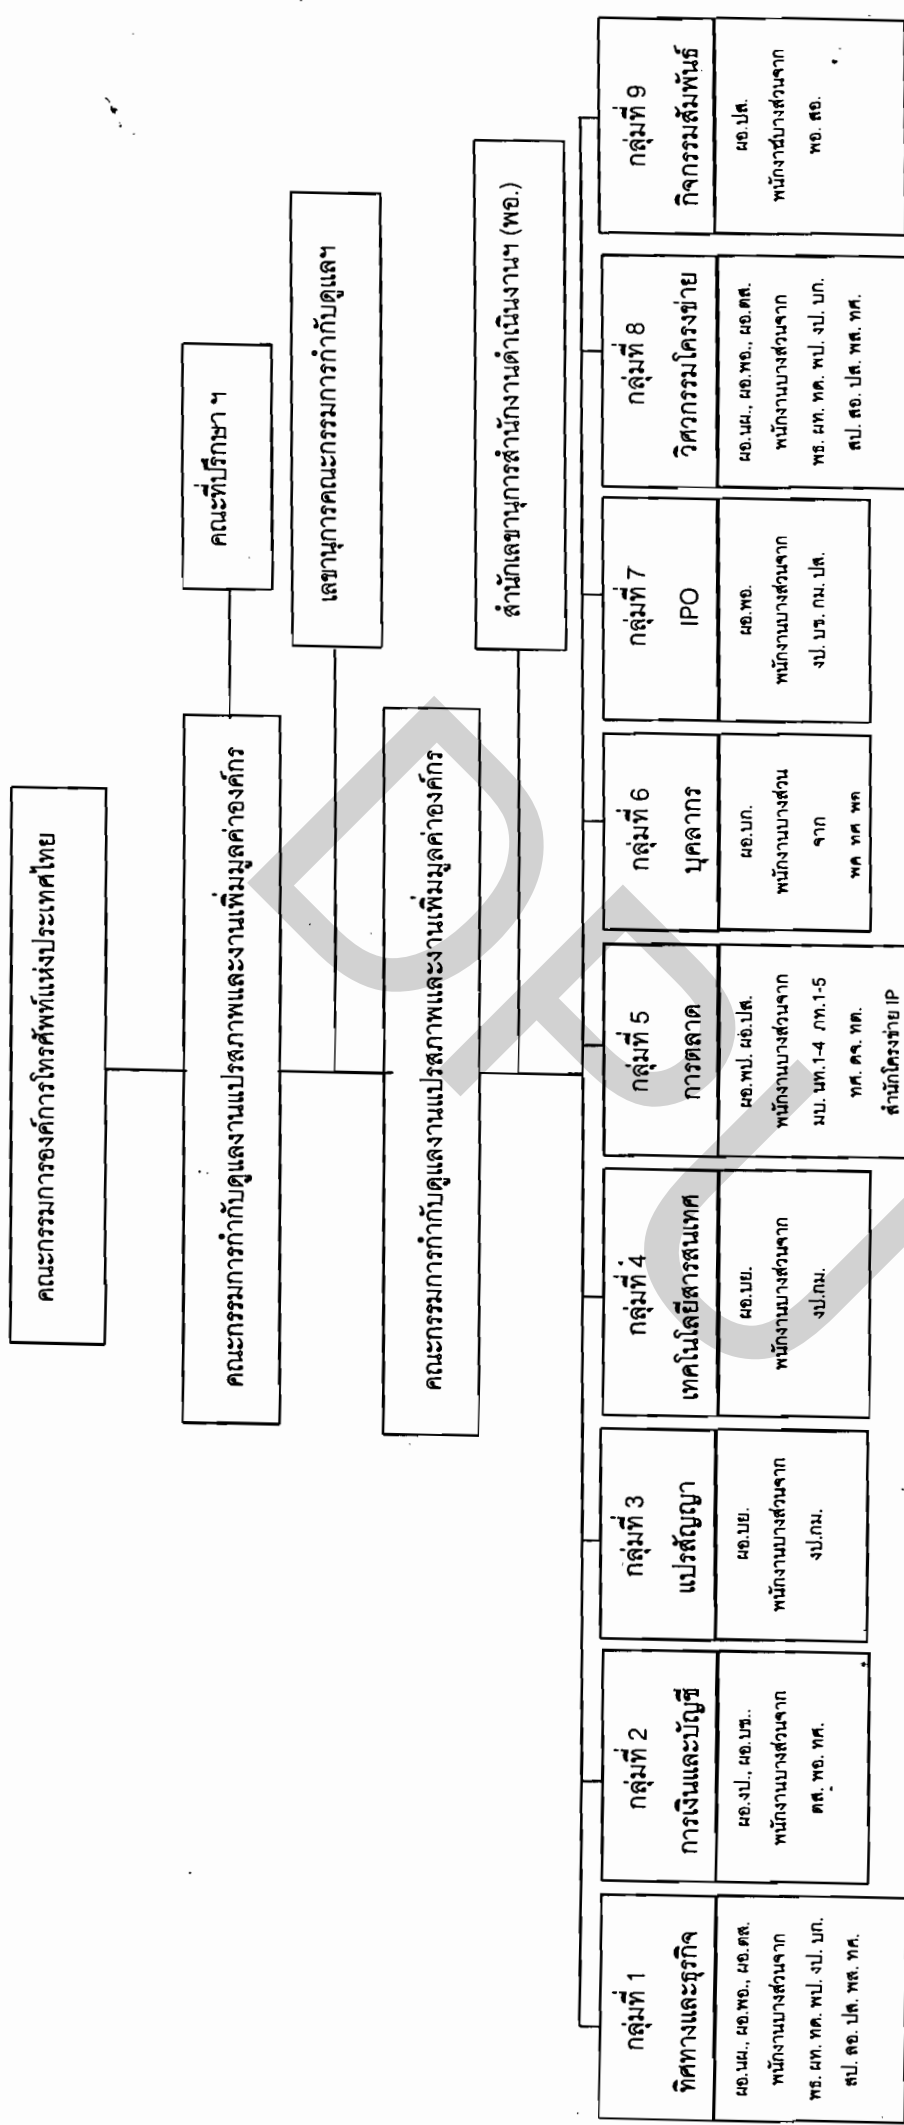 คณะกรรมการองค์การโทรศัพท์แห่งประเทศไทย
คณะกรรมการกำกับดูแลงานแปรสภาพและงานเพิ่มมูลค่าองค์กร
คณะที่ปรึกษา ฯ
เลขานุการคณะกรรมการกำกับดูแลฯ
คณะกรรมการกำกับดูแลงานแปรสภาพและงานเพิ่มมูลค่าองค์กร
สำนักเลขานุการสำนักงานดำเนินงานฯ (พอ.)
กลุ่มที่ 1
ทิศทางและธุรกิจ
ผอ.นผ., ผอ.พอ., ผอ.ตส.
พนักงานบางส่วนจาก
พธ. ผท. ทด. พป. งป. บก.
สป. สอ. ปส. พส. ทศ.
กลุ่มที่ 2
การเงินและบัญชี
ผอ.งป., ผอ.บช..
พนักงานบางส่วนจาก
ตส. พอ. ทศ.
กลุ่มที่ 3
แปรสัญญา
ผอ.บย.
พนักงานบางส่วนจาก
งป.กม.
กลุ่มที่ 4
เทคโนโลยีสารสนเทศ
ผอ.บย.
พนักงานบางส่วนจาก
งป.กม.
กลุ่มที่ 5
การตลาด
ผอ.พป. ผอ.ปส.
พนักงานบางส่วนจาก
มบ. นท.1-4 ภท.1-5
ทศ. ตจ. ทต.
สำนักโครงข่าย IP
กลุ่มที่ 6
บุคลากร
ผอ.บก.
พนักงานบางส่วน
จาก
พค ทศ พต
กลุ่มที่ 7
IPO
ผอ.พอ.
พนักงานบางส่วนจาก
งป. บช. กม. ปส.
กลุ่มที่ 8
วิศวกรรมโครงข่าย
ผอ.นผ., ผอ.พอ., ผอ.ตส.
พนักงานบางส่วนจาก
พธ. ผท. ทด. พป. งป. บก.
สป. สอ. ปส. พส. ทศ.
กลุ่มที่ 9
กิจกรรมสัมพันธ์
ผอ.ปส.
พนักงานบางส่วนจาก
พอ. สอ.
DPU